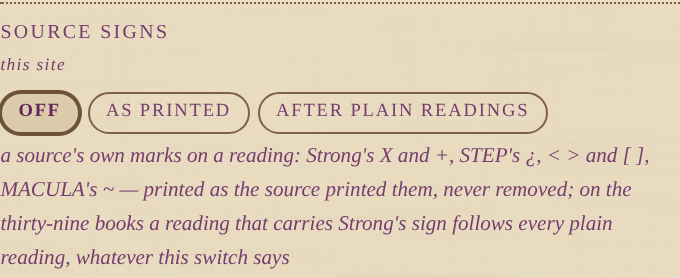 SOURCE SIGNS
this site
OFF AS PRINTED AFTER PLAIN READINGS
a source's own marks on a reading: Strong's X and +, STEP's ¿, < > and [ ],
MACULA's ~ — printed as the source printed them, never removed; on the
thirty-nine books a reading that carries Strong's sign follows every plain
reading, whatever this switch says